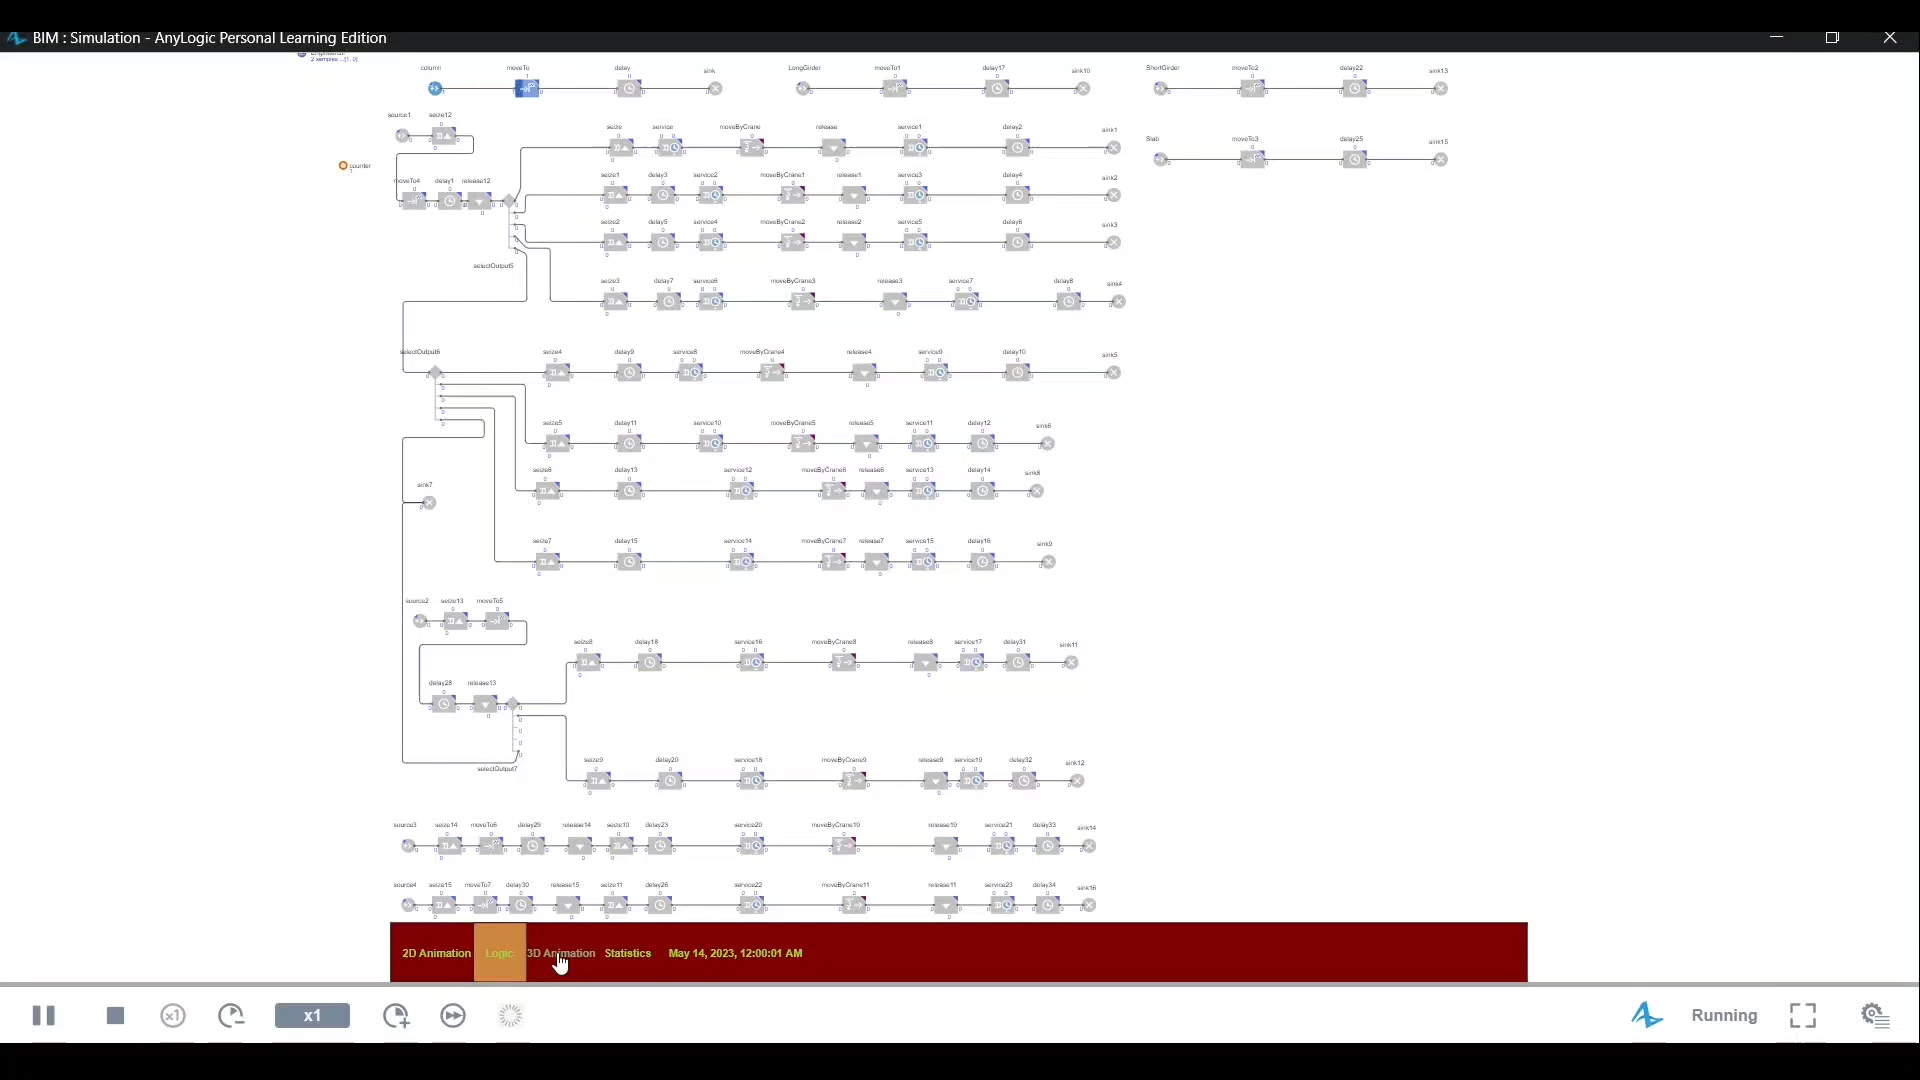 BIM : Simulation - AnyLogic Personal Learning Edition
2 samples ...[1, 0]
column moveTo delay sink LongGirder moveTo1 delay17 sink10 ShortGirder moveTo2 delay22 sink13
source1 seize12
seize service moveByCrane release service1 delay2 sink1 Slab moveTo3 delay25 sink15
counter
1
moveTo4 delay1 release12
seize1 delay3 service2 moveByCrane1 release1 service3 delay4 sink2
seize2 delay5 service4 moveByCrane2 release2 service5 delay6 sink3
selectOutput5
seize3 delay7 service6 moveByCrane3 release3 service7 delay8 sink4
selectOutput6 seize4 delay9 service8 moveByCrane4 release4 service9 delay10 sink5
seize5 delay11 service10 moveByCrane5 release5 service11 delay12 sink6
seize6 delay13 service12 moveByCrane6 release6 service13 delay14 sink8
sink7
seize7 delay15 service14 moveByCrane7 release7 service15 delay16 sink9
source2 seize13 moveTo5
seize8 delay18 service16 moveByCrane8 release8 service17 delay31 sink11
delay28 release13
selectOutput7
seize9 delay20 service18 moveByCrane9 release9 service19 delay32 sink12
source3 seize14 moveTo6 delay29 release14 seize10 delay23 service20 moveByCrane10 release10 service21 delay33 sink14
source4 seize15 moveTo7 delay30 release15 seize11 delay26 service22 moveByCrane11 release11 service23 delay34 sink16
2D Animation Logic 3D Animation Statistics May 14, 2023, 12:00:01 AM
x1 x1 Running